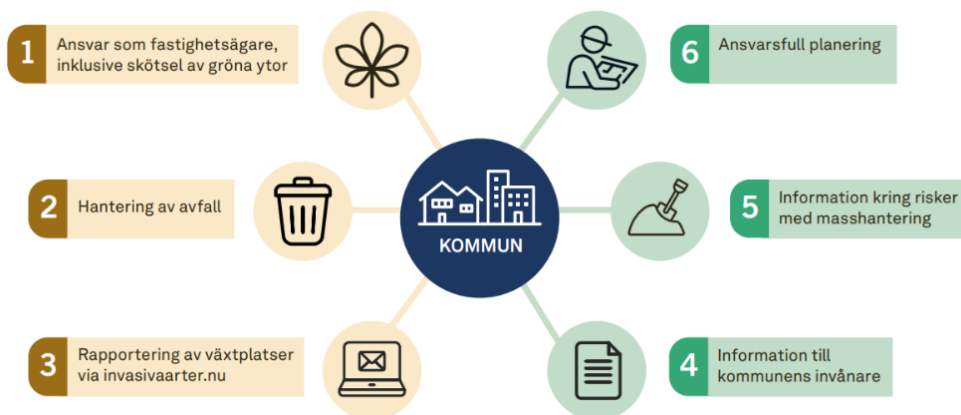 1
Ansvar som fastighetsägare,
inklusive skötsel av gröna ytor
2
Hantering av avfall
3
Rapportering av växtplatser
via invasivaarter.nu
KOMMUN
6
Ansvarsfull planering
5
Information kring risker
med masshantering
4
Information till
kommunens invånare